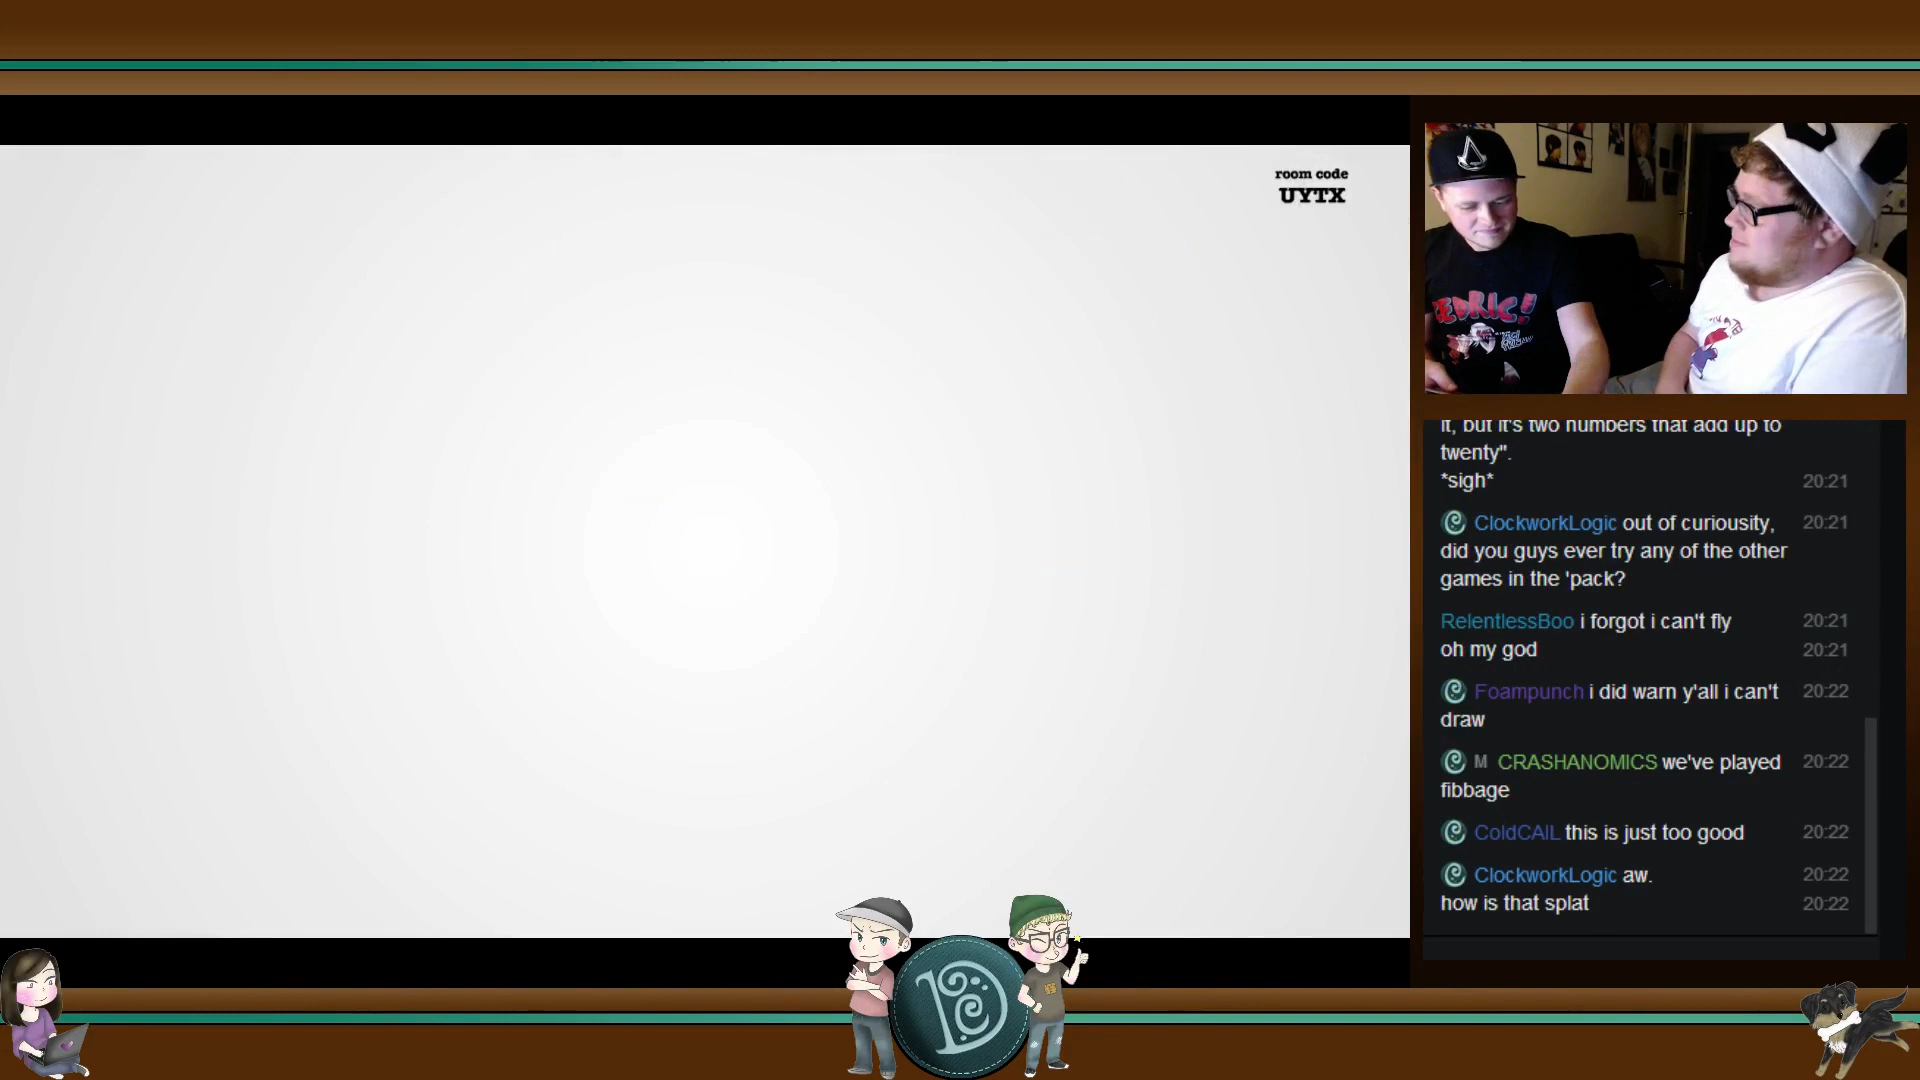 room code
UYTX
EDRIC!
it, but it's two numbers that add up to
twenty".
*sigh* 20:21
ClockworkLogic out of curiousity, 20:21
did you guys ever try any of the other
games in the 'pack?
RelentlessBoo i forgot i can't fly 20:21
oh my god 20:21
Foampunch i did warn y'all i can't 20:22
draw
M CRASHANOMICS we've played 20:22
fibbage
ColdCAIL this is just too good 20:22
ClockworkLogic aw. 20:22
how is that splat 20:22